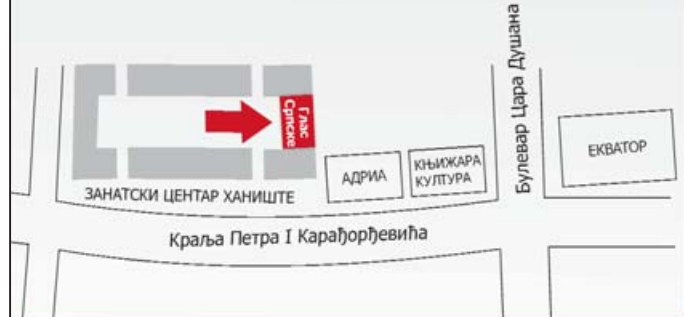 Булевар Цара Душана
Глас
Српске
ЕКВАТОР
КЊИЖАРА
КУЛТУРА
АДРИА
ЗАНАТСКИ ЦЕНТАР ХАНИШТЕ
Краља Петра I Карађорђевића